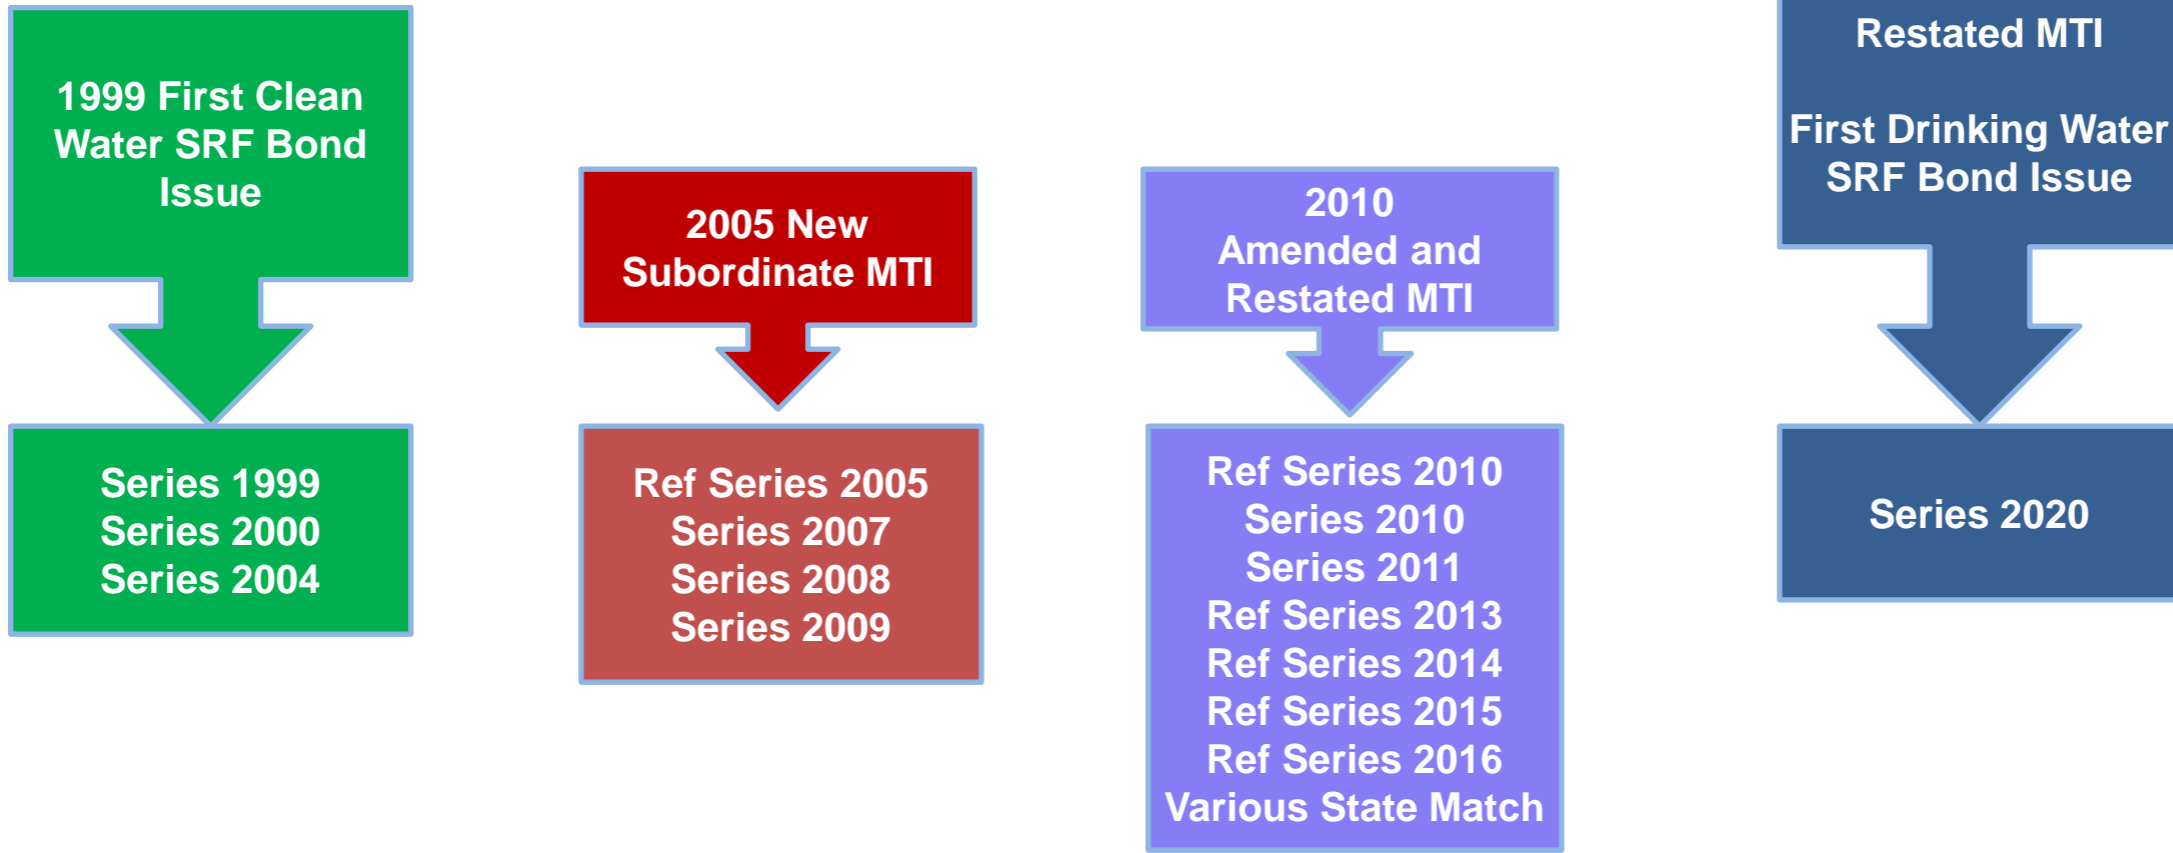 1999 First Clean
Water SRF Bond
Issue
Series 1999
Series 2000
Series 2004
2005 New
Subordinate MTI
Ref Series 2005
Series 2007
Series 2008
Series 2009
2010
Amended and
Restated MTI
Ref Series 2010
Series 2010
Series 2011
Ref Series 2013
Ref Series 2014
Ref Series 2015
Ref Series 2016
Various State Match
Restated MTI
First Drinking Water
SRF Bond Issue
Series 2020